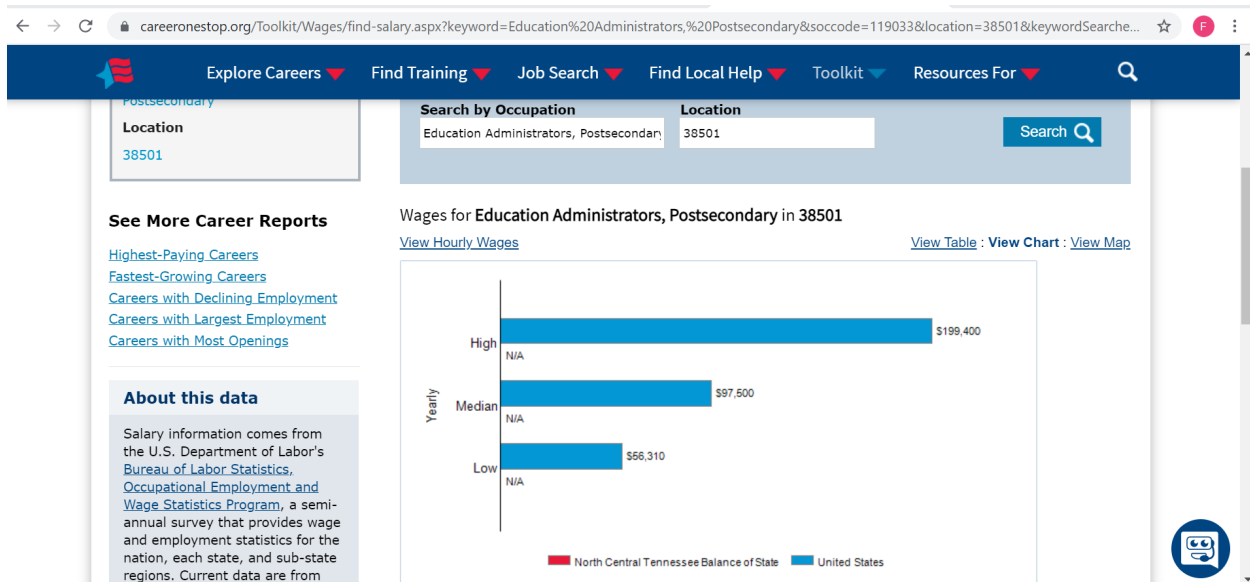 careeronestop.org/Toolkit/Wages/find-salary.aspx?keyword=Education%20Administrators,%20Postsecondary&soccode=119033&location=38501&keywordSearche...
F
Explore Careers Find Training Job Search Find Local Help Toolkit Resources For
Postsecondary
Location
38501
Search by Occupation Location
Education Administrators, Postsecondary 38501 Search
See More Career Reports
Highest-Paying Careers
Fastest-Growing Careers
Careers with Declining Employment
Careers with Largest Employment
Careers with Most Openings
About this data
Salary information comes from
the U.S. Department of Labor's
Bureau of Labor Statistics,
Occupational Employment and
Wage Statistics Program, a semi-
annual survey that provides wage
and employment statistics for the
nation, each state, and sub-state
regions. Current data are from
Wages for Education Administrators, Postsecondary in 38501
View Hourly Wages View Table : View Chart : View Map
Yearly
High $199,400
N/A
Median $97,500
N/A
Low $56,310
N/A
North Central Tennessee Balance of State United States